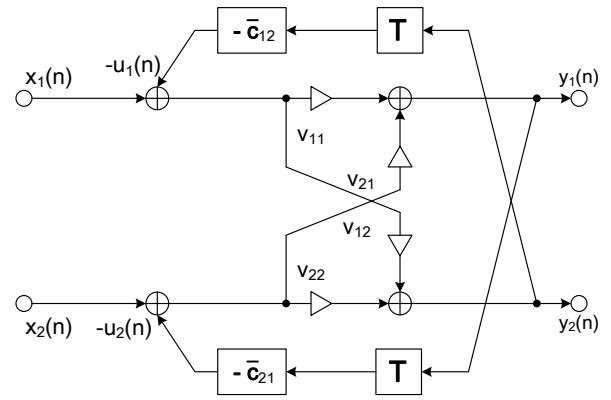 - c̄₁₂
T
-u₁(n)
x₁(n)
y₁(n)
v₁₁
v₂₁
v₁₂
v₂₂
x₂(n)
-u₂(n)
y₂(n)
- c̄₂₁
T